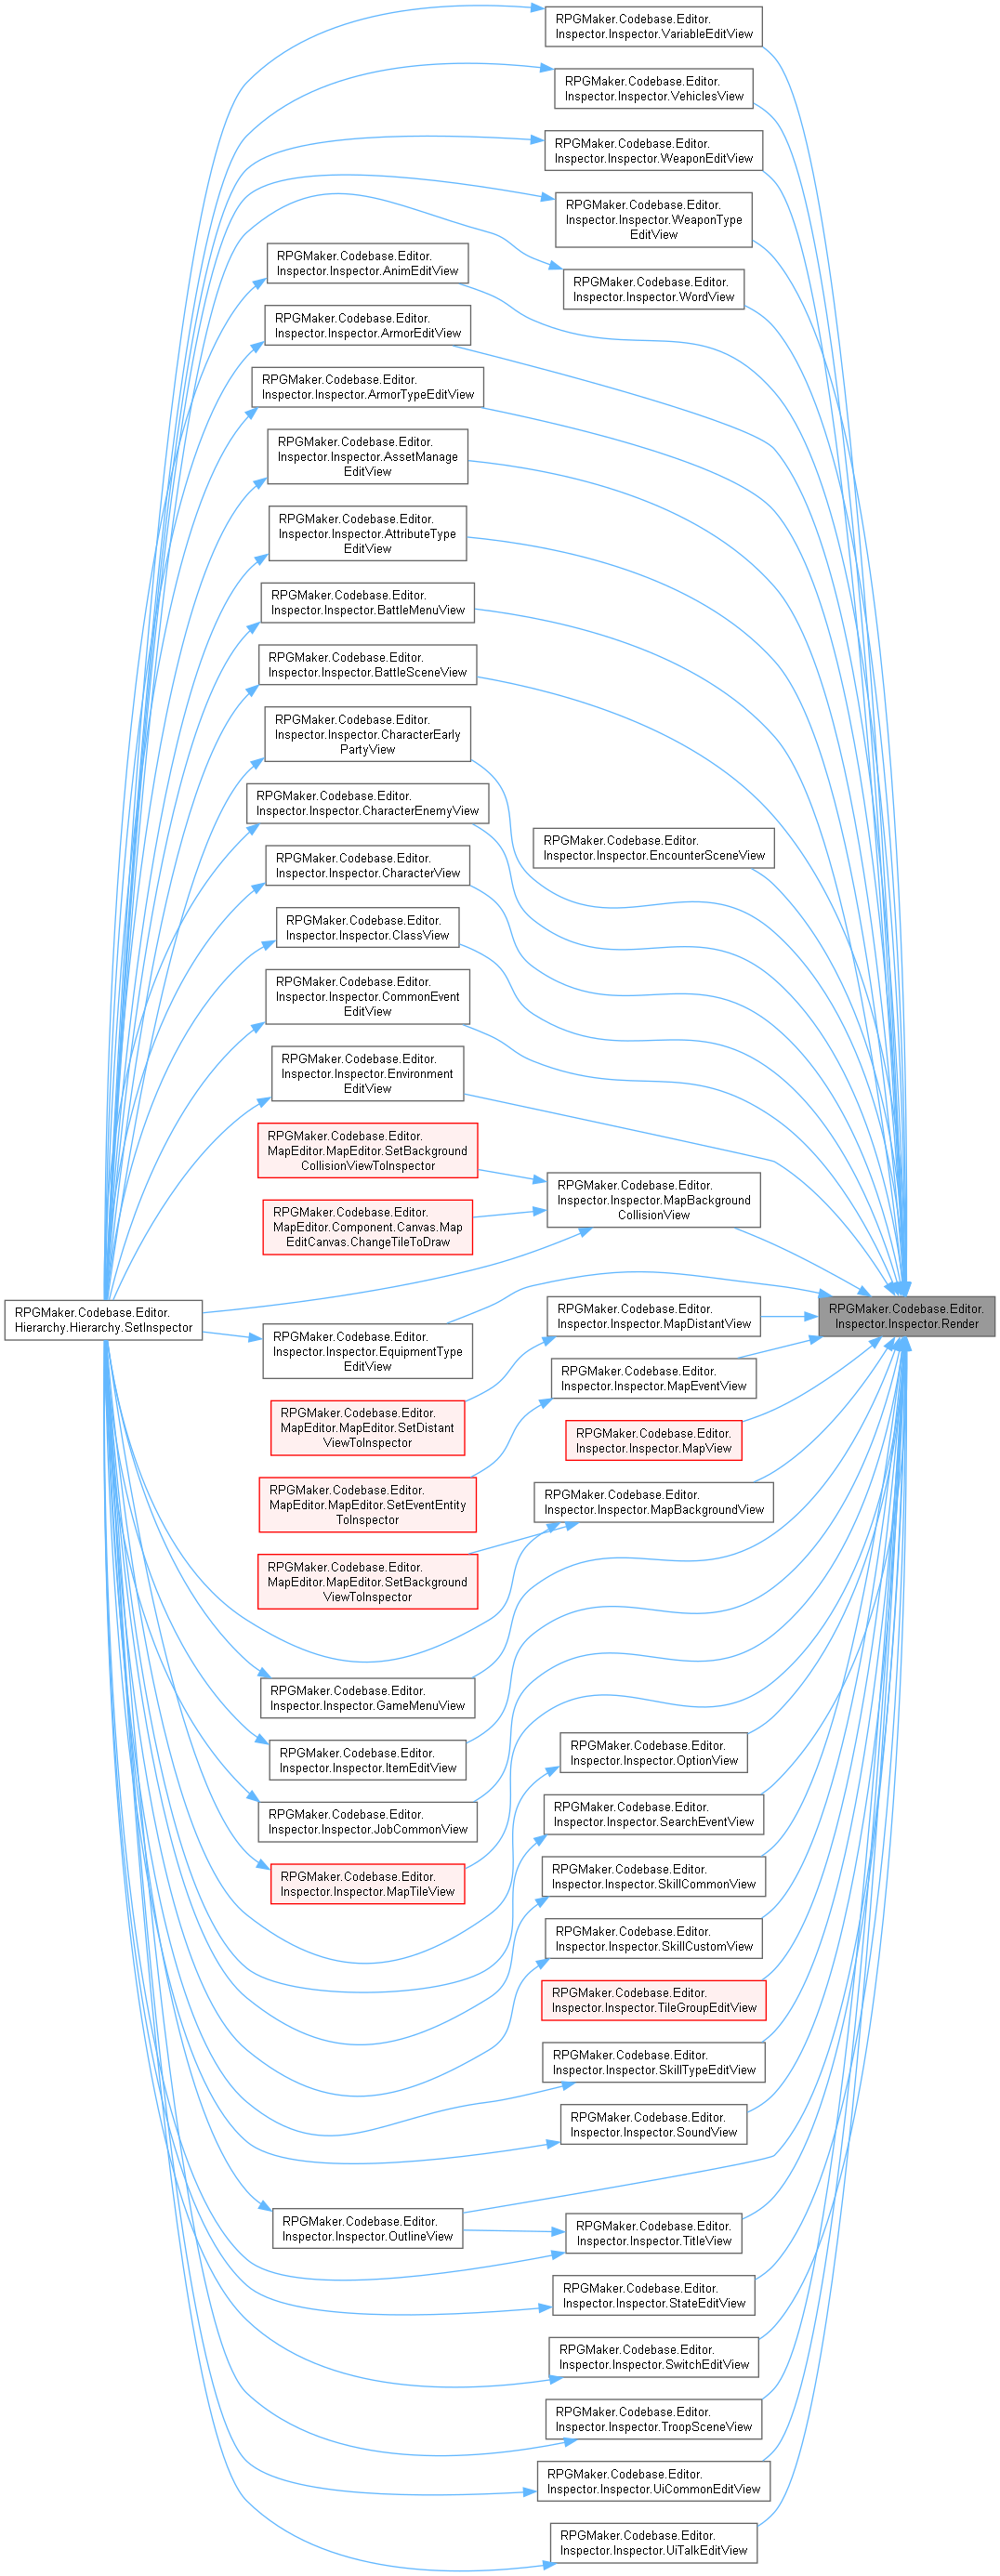 RPGMaker.Codebase.Editor.
Inspector.Inspector.VariableEditView
RPGMaker.Codebase.Editor.
Inspector.Inspector.VehiclesView
RPGMaker.Codebase.Editor.
Inspector.Inspector.WeaponEditView
RPGMaker.Codebase.Editor.
Inspector.Inspector.WeaponType
EditView
RPGMaker.Codebase.Editor.
Inspector.Inspector.AnimEditView
RPGMaker.Codebase.Editor.
Inspector.Inspector.WordView
RPGMaker.Codebase.Editor.
Inspector.Inspector.ArmorEditView
RPGMaker.Codebase.Editor.
Inspector.Inspector.ArmorTypeEditView
RPGMaker.Codebase.Editor.
Inspector.Inspector.AssetManage
EditView
RPGMaker.Codebase.Editor.
Inspector.Inspector.AttributeType
EditView
RPGMaker.Codebase.Editor.
Inspector.Inspector.BattleMenuView
RPGMaker.Codebase.Editor.
Inspector.Inspector.BattleSceneView
RPGMaker.Codebase.Editor.
Inspector.Inspector.CharacterEarly
PartyView
RPGMaker.Codebase.Editor.
Inspector.Inspector.CharacterEnemyView
RPGMaker.Codebase.Editor.
Inspector.Inspector.EncounterSceneView
RPGMaker.Codebase.Editor.
Inspector.Inspector.CharacterView
RPGMaker.Codebase.Editor.
Inspector.Inspector.ClassView
RPGMaker.Codebase.Editor.
Inspector.Inspector.CommonEvent
EditView
RPGMaker.Codebase.Editor.
Inspector.Inspector.Environment
EditView
RPGMaker.Codebase.Editor.
MapEditor.MapEditor.SetBackground
CollisionViewToInspector
RPGMaker.Codebase.Editor.
Inspector.Inspector.MapBackground
CollisionView
RPGMaker.Codebase.Editor.
MapEditor.Component.Canvas.Map
EditCanvas.ChangeTileToDraw
RPGMaker.Codebase.Editor.
Hierarchy.Hierarchy.SetInspector
RPGMaker.Codebase.Editor.
Inspector.Inspector.EquipmentType
EditView
RPGMaker.Codebase.Editor.
Inspector.Inspector.MapDistantView
RPGMaker.Codebase.Editor.
Inspector.Inspector.Render
RPGMaker.Codebase.Editor.
Inspector.Inspector.MapEventView
RPGMaker.Codebase.Editor.
MapEditor.MapEditor.SetDistant
ViewToInspector
RPGMaker.Codebase.Editor.
Inspector.Inspector.MapView
RPGMaker.Codebase.Editor.
MapEditor.MapEditor.SetEventEntity
ToInspector
RPGMaker.Codebase.Editor.
Inspector.Inspector.MapBackgroundView
RPGMaker.Codebase.Editor.
MapEditor.MapEditor.SetBackground
ViewToInspector
RPGMaker.Codebase.Editor.
Inspector.Inspector.GameMenuView
RPGMaker.Codebase.Editor.
Inspector.Inspector.ItemEditView
RPGMaker.Codebase.Editor.
Inspector.Inspector.OptionView
RPGMaker.Codebase.Editor.
Inspector.Inspector.JobCommonView
RPGMaker.Codebase.Editor.
Inspector.Inspector.SearchEventView
RPGMaker.Codebase.Editor.
Inspector.Inspector.MapTileView
RPGMaker.Codebase.Editor.
Inspector.Inspector.SkillCommonView
RPGMaker.Codebase.Editor.
Inspector.Inspector.SkillCustomView
RPGMaker.Codebase.Editor.
Inspector.Inspector.TileGroupEditView
RPGMaker.Codebase.Editor.
Inspector.Inspector.SkillTypeEditView
RPGMaker.Codebase.Editor.
Inspector.Inspector.SoundView
RPGMaker.Codebase.Editor.
Inspector.Inspector.OutlineView
RPGMaker.Codebase.Editor.
Inspector.Inspector.TitleView
RPGMaker.Codebase.Editor.
Inspector.Inspector.StateEditView
RPGMaker.Codebase.Editor.
Inspector.Inspector.SwitchEditView
RPGMaker.Codebase.Editor.
Inspector.Inspector.TroopSceneView
RPGMaker.Codebase.Editor.
Inspector.Inspector.UiCommonEditView
RPGMaker.Codebase.Editor.
Inspector.Inspector.UiTalkEditView